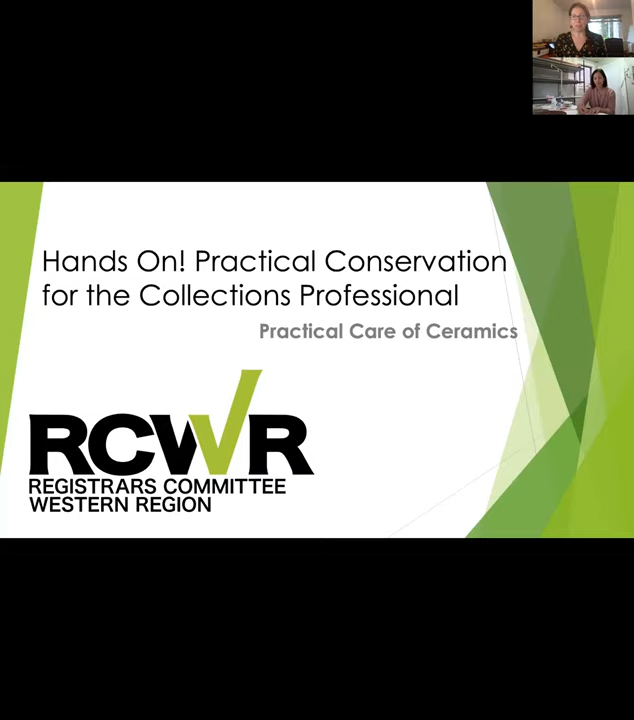 Hands On! Practical Conservation
for the Collections Professional
Practical Care of Ceramics
RCWR
REGISTRARS COMMITTEE
WESTERN REGION